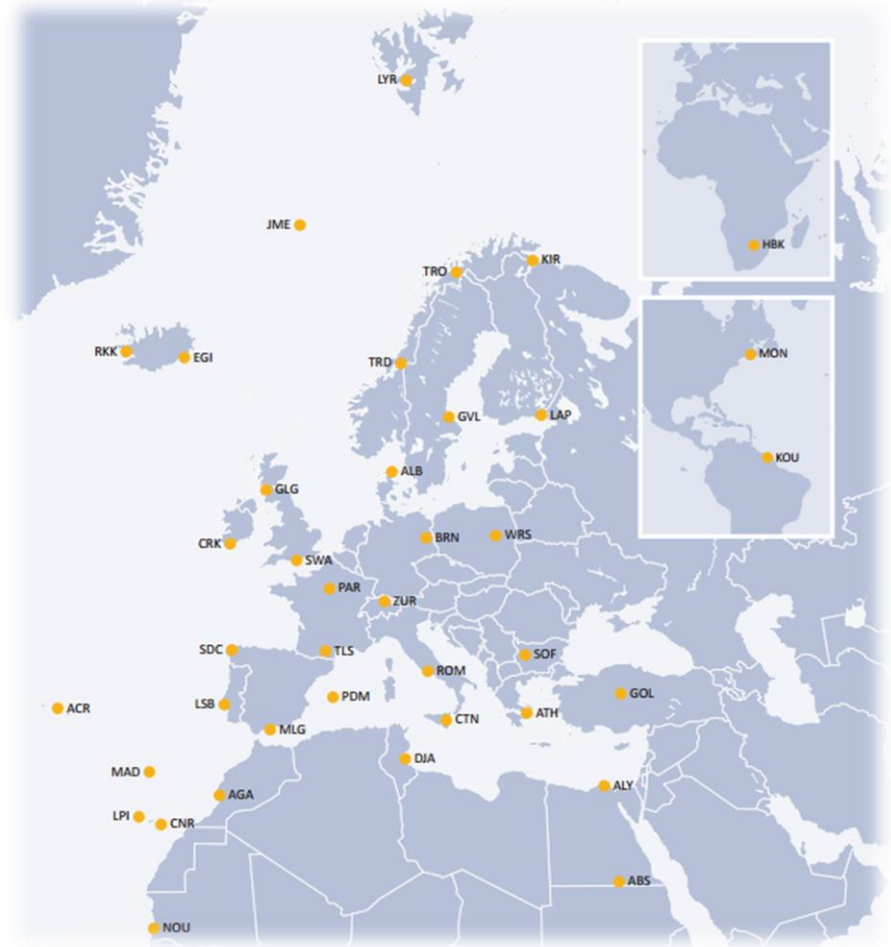 LYR
JME
HBK
TRO
KIR
RKK
EGI
TRD
MON
GVL
LAP
KOU
ALB
GLG
CRK
SWA
BRN
WRS
PAR
ZUR
SDC
TLS
SOF
ROM
PDM
GOL
LSB
ACR
CTN
ATH
MLG
DJA
MAD
ALY
AGA
LPI
CNR
ABS
NOU